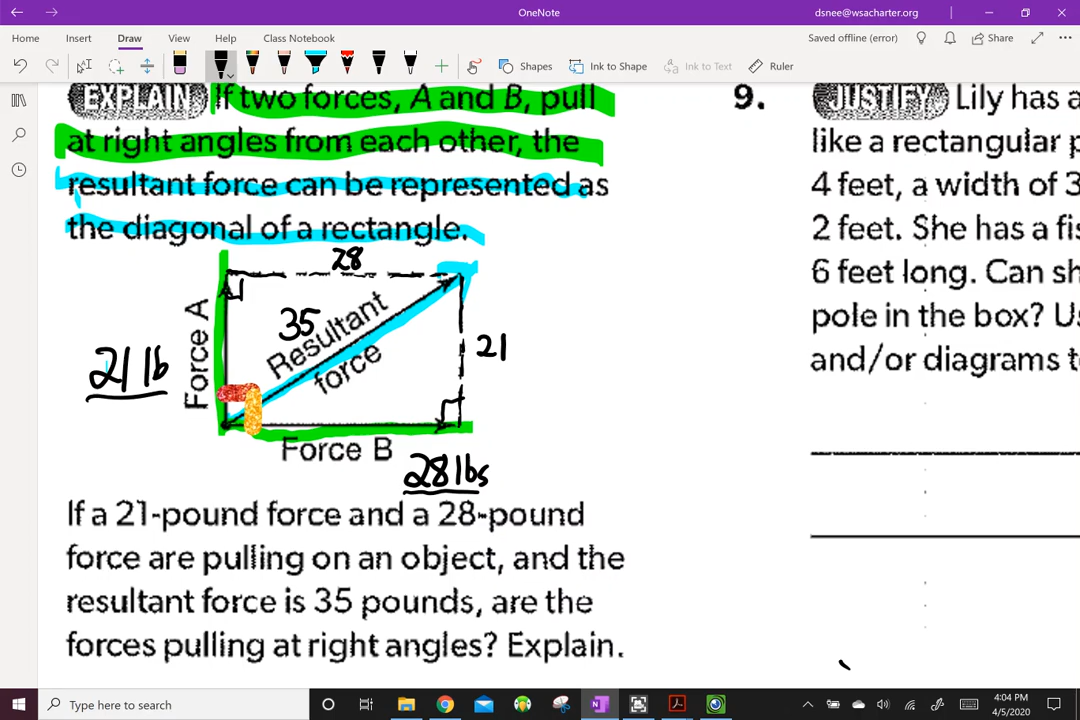 OneNote
dsnee@wsacharter.org
Home Insert Draw View Help Class Notebook
Saved offline (error) Share
Shapes Ink to Shape Ink to Text Ruler
EXPLAIN If two forces, A and B, pull
at right angles from each other, the
resultant force can be represented as
the diagonal of a rectangle.
28
Force A
35
Resultant
force
21 lb
21
Force B
28 lbs
If a 21-pound force and a 28-pound
force are pulling on an object, and the
resultant force is 35 pounds, are the
forces pulling at right angles? Explain.
9. JUSTIFY Lily has a
like a rectangular p
4 feet, a width of 3
2 feet. She has a fis
6 feet long. Can sh
pole in the box? U
and/or diagrams t
Type here to search
4:04 PM
4/5/2020